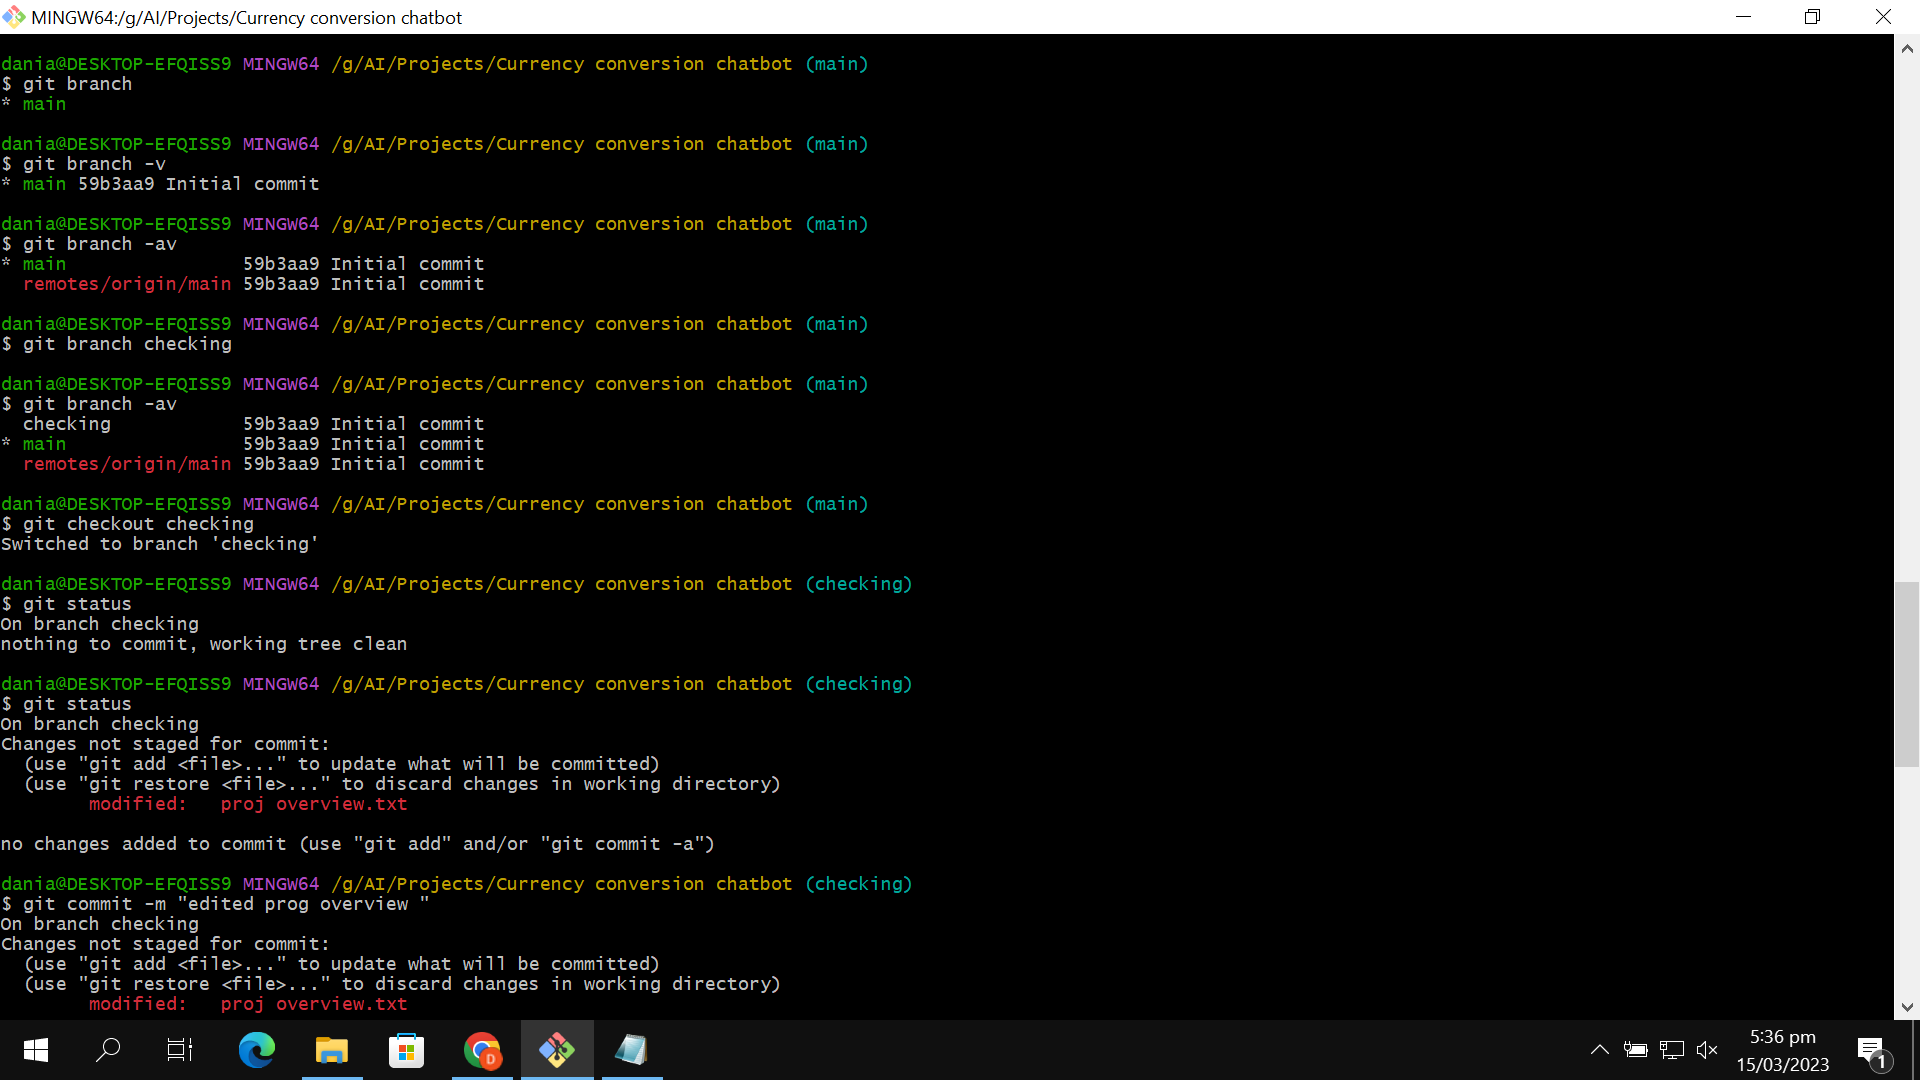 MINGW64:/g/AI/Projects/Currency conversion chatbot
dania@DESKTOP-EFQISS9 MINGW64 /g/AI/Projects/Currency conversion chatbot (main)
$ git branch
* main
dania@DESKTOP-EFQISS9 MINGW64 /g/AI/Projects/Currency conversion chatbot (main)
$ git branch -v
* main 59b3aa9 Initial commit
dania@DESKTOP-EFQISS9 MINGW64 /g/AI/Projects/Currency conversion chatbot (main)
$ git branch -av
* main                59b3aa9 Initial commit
  remotes/origin/main 59b3aa9 Initial commit
dania@DESKTOP-EFQISS9 MINGW64 /g/AI/Projects/Currency conversion chatbot (main)
$ git branch checking
dania@DESKTOP-EFQISS9 MINGW64 /g/AI/Projects/Currency conversion chatbot (main)
$ git branch -av
  checking            59b3aa9 Initial commit
* main                59b3aa9 Initial commit
  remotes/origin/main 59b3aa9 Initial commit
dania@DESKTOP-EFQISS9 MINGW64 /g/AI/Projects/Currency conversion chatbot (main)
$ git checkout checking
Switched to branch 'checking'
dania@DESKTOP-EFQISS9 MINGW64 /g/AI/Projects/Currency conversion chatbot (checking)
$ git status
On branch checking
nothing to commit, working tree clean
dania@DESKTOP-EFQISS9 MINGW64 /g/AI/Projects/Currency conversion chatbot (checking)
$ git status
On branch checking
Changes not staged for commit:
  (use "git add <file>..." to update what will be committed)
  (use "git restore <file>..." to discard changes in working directory)
        modified:   proj overview.txt
no changes added to commit (use "git add" and/or "git commit -a")
dania@DESKTOP-EFQISS9 MINGW64 /g/AI/Projects/Currency conversion chatbot (checking)
$ git commit -m "edited prog overview "
On branch checking
Changes not staged for commit:
  (use "git add <file>..." to update what will be committed)
  (use "git restore <file>..." to discard changes in working directory)
        modified:   proj overview.txt
D
5:36 pm
15/03/2023
1